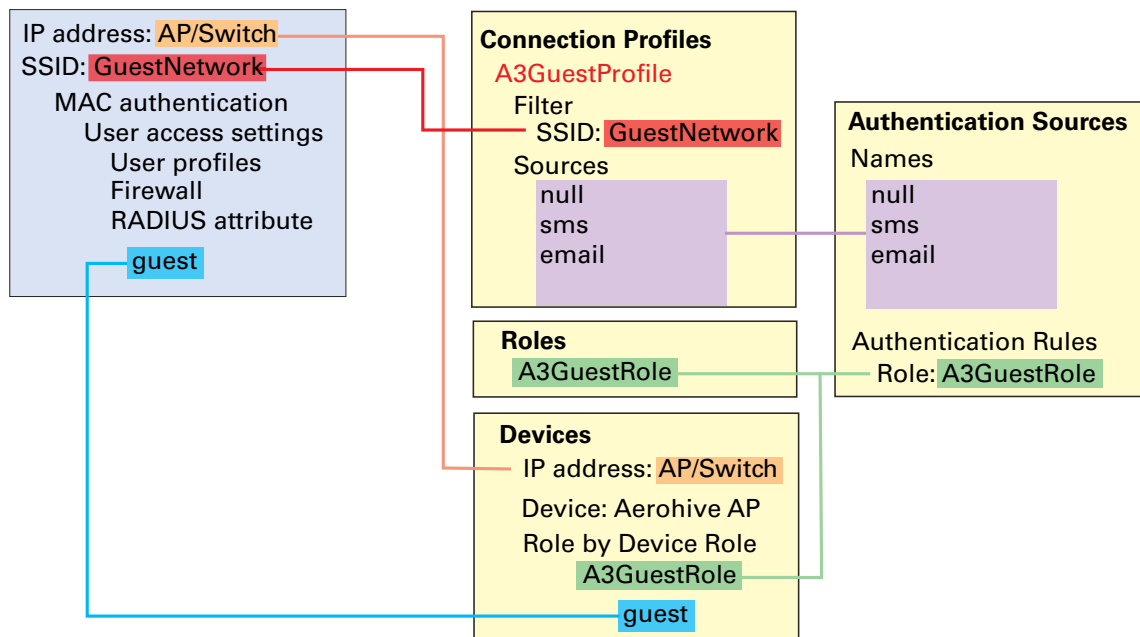 IP address: AP/Switch
SSID: GuestNetwork
MAC authentication
User access settings
User profiles
Firewall
RADIUS attribute
guest
Connection Profiles
A3GuestProfile
Filter
SSID: GuestNetwork
Sources
null
sms
email
Roles
A3GuestRole
Devices
IP address: AP/Switch
Device: Aerohive AP
Role by Device Role
A3GuestRole
guest
Authentication Sources
Names
null
sms
email
Authentication Rules
Role: A3GuestRole